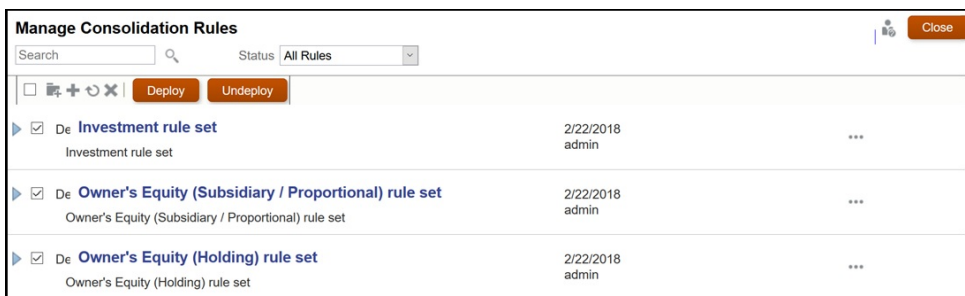 Manage Consolidation Rules
Close
Search
Status All Rules
Deploy Undeploy
De Investment rule set
2/22/2018
Investment rule set
admin
De Owner's Equity (Subsidiary / Proportional) rule set
2/22/2018
Owner's Equity (Subsidiary / Proportional) rule set
admin
De Owner's Equity (Holding) rule set
2/22/2018
Owner's Equity (Holding) rule set
admin